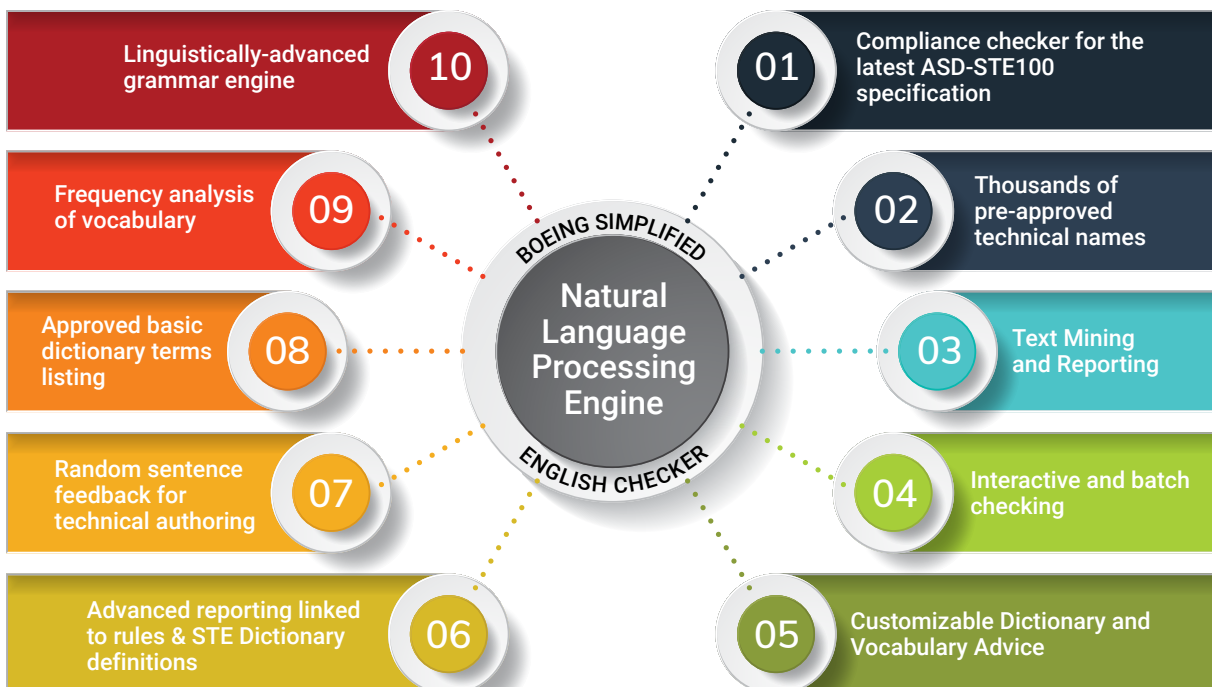 Linguistically-advanced
grammar engine
10
01
Compliance checker for the
latest ASD-STE100
specification
Frequency analysis
of vocabulary
09
02
Thousands of
pre-approved
technical names
BOEING SIMPLIFIED
Natural
Language
Processing
Engine
ENGLISH CHECKER
Approved basic
dictionary terms
listing
08
03
Text Mining
and Reporting
Random sentence
feedback for
technical authoring
07
04
Interactive and batch
checking
Advanced reporting linked
to rules & STE Dictionary
definitions
06
05
Customizable Dictionary and
Vocabulary Advice